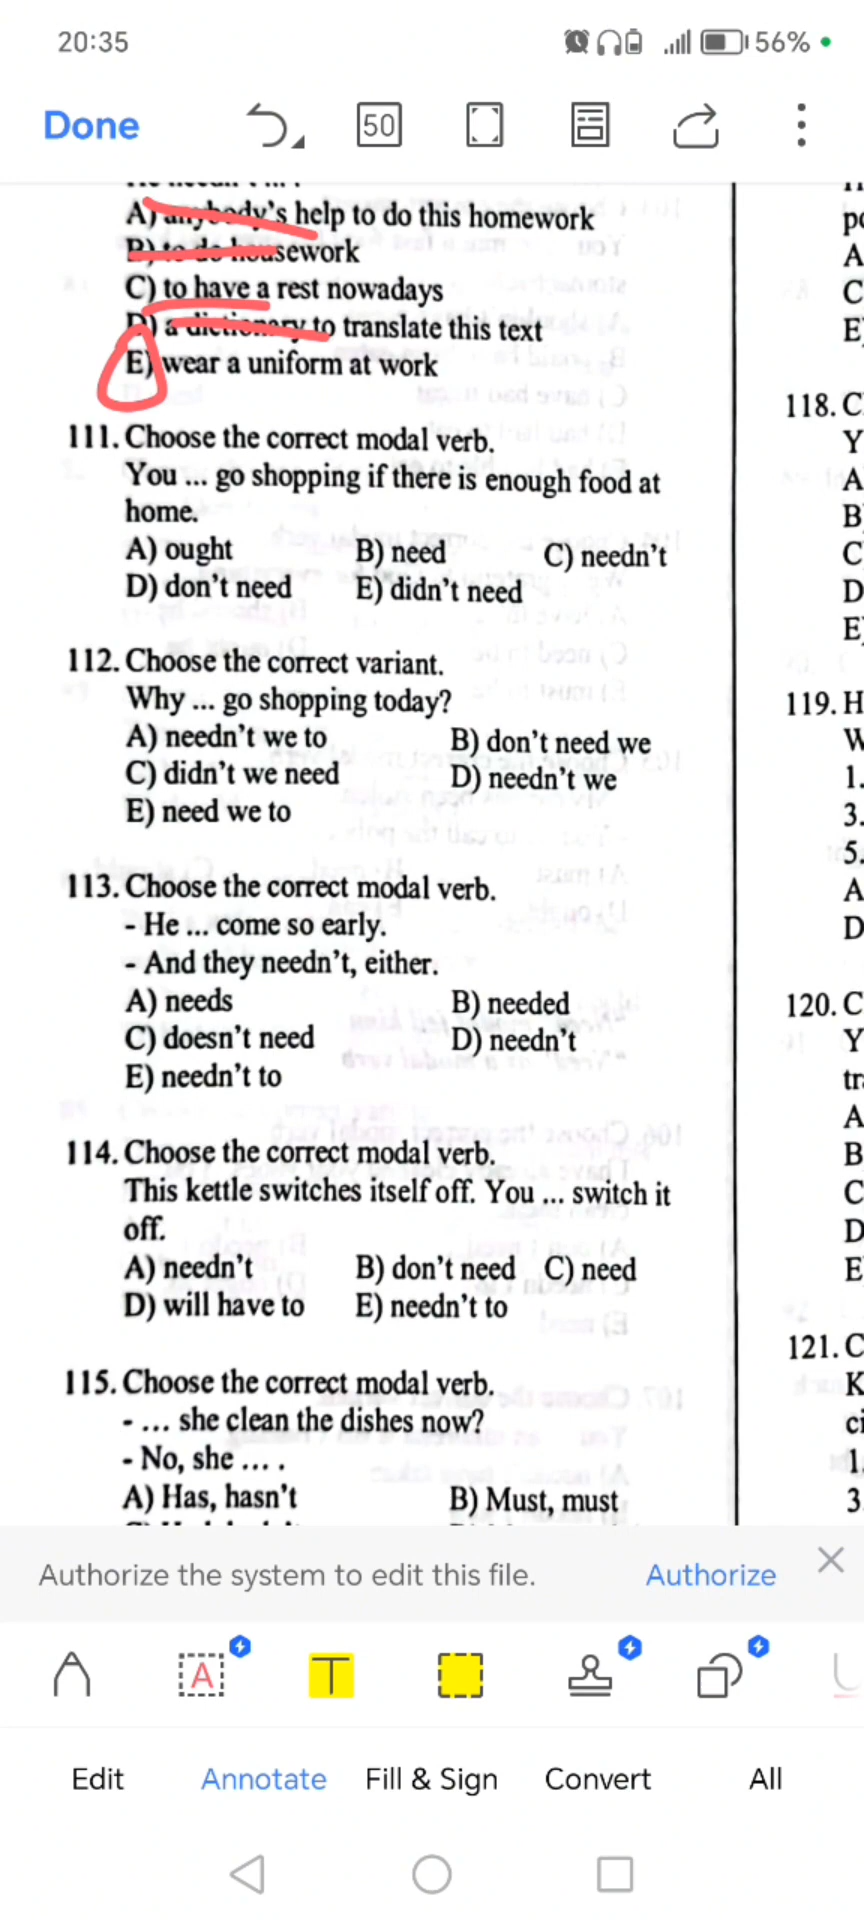 20:35
56%
Done
50
A) anybody's help to do this homework
B) to do housework
C) to have a rest nowadays
D) a dictionary to translate this text
E) wear a uniform at work
111. Choose the correct modal verb.
You ... go shopping if there is enough food at
home.
A) ought B) need C) needn't
D) don't need E) didn't need
112. Choose the correct variant.
Why ... go shopping today?
A) needn't we to B) don't need we
C) didn't we need D) needn't we
E) need we to
113. Choose the correct modal verb.
- He ... come so early.
- And they needn't, either.
A) needs B) needed
C) doesn't need D) needn't
E) needn't to
114. Choose the correct modal verb.
This kettle switches itself off. You ... switch it
off.
A) needn't B) don't need C) need
D) will have to E) needn't to
115. Choose the correct modal verb.
- ... she clean the dishes now?
- No, she ... .
A) Has, hasn't B) Must, must
A
C
E
118. C
Y
A
B
C
D
E
119. H
W
1.
3.
5.
A
D
120. C
Y
tr
A
B
C
D
E
121. C
K
ci
1.
3
Authorize the system to edit this file.
Authorize
A
T
Edit
Annotate
Fill & Sign
Convert
All